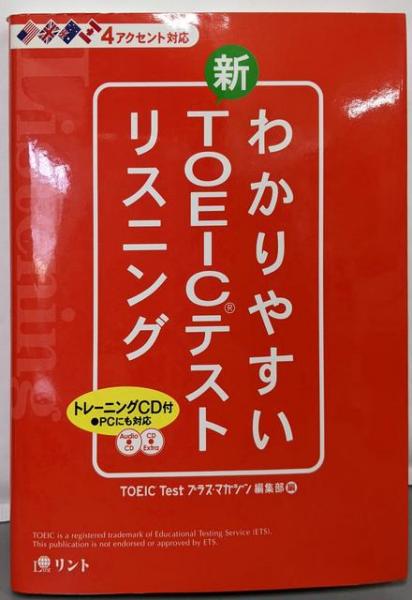 4アクセント対応
Listening
新
わかりやすい
TOEIC®テスト
リスニング
トレーニングCD付
●PCにも対応
Audio CD
CD Extra
TOEIC Test プラス・マガジン 編集部 編
TOEIC is a registered trademark of Educational Testing Service (ETS).
This publication is not endorsed or approved by ETS.
リント